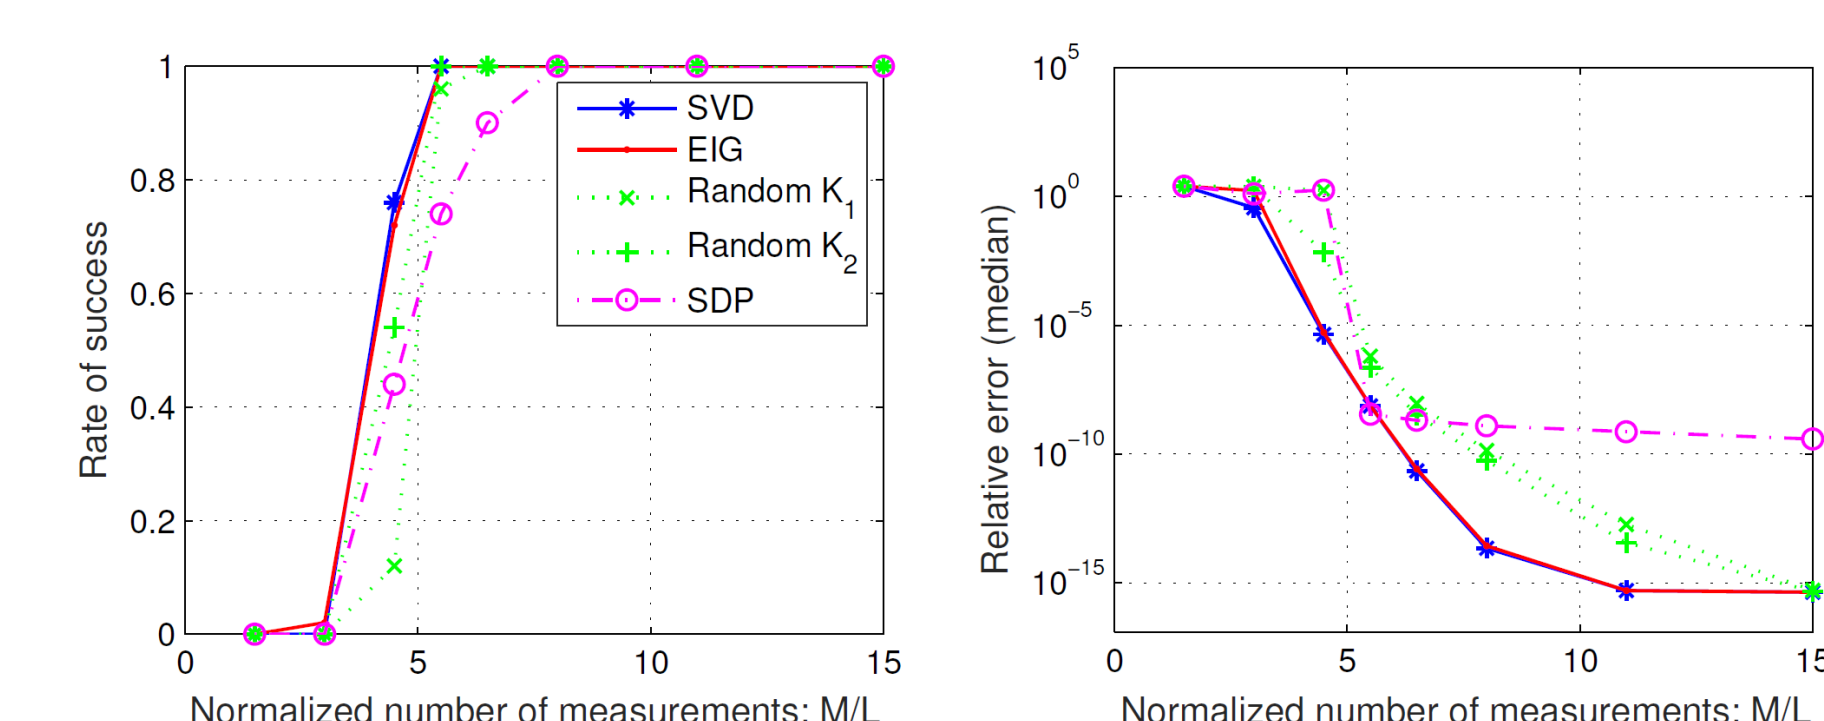 1
0.8
0.6
0.4
0.2
0
0 5 10 15
Rate of success
Normalized number of measurements: M/L
SVD
EIG
Random K1
Random K2
SDP
10^5
10^0
10^−5
10^−10
10^−15
0 5 10 15
Relative error (median)
Normalized number of measurements: M/L